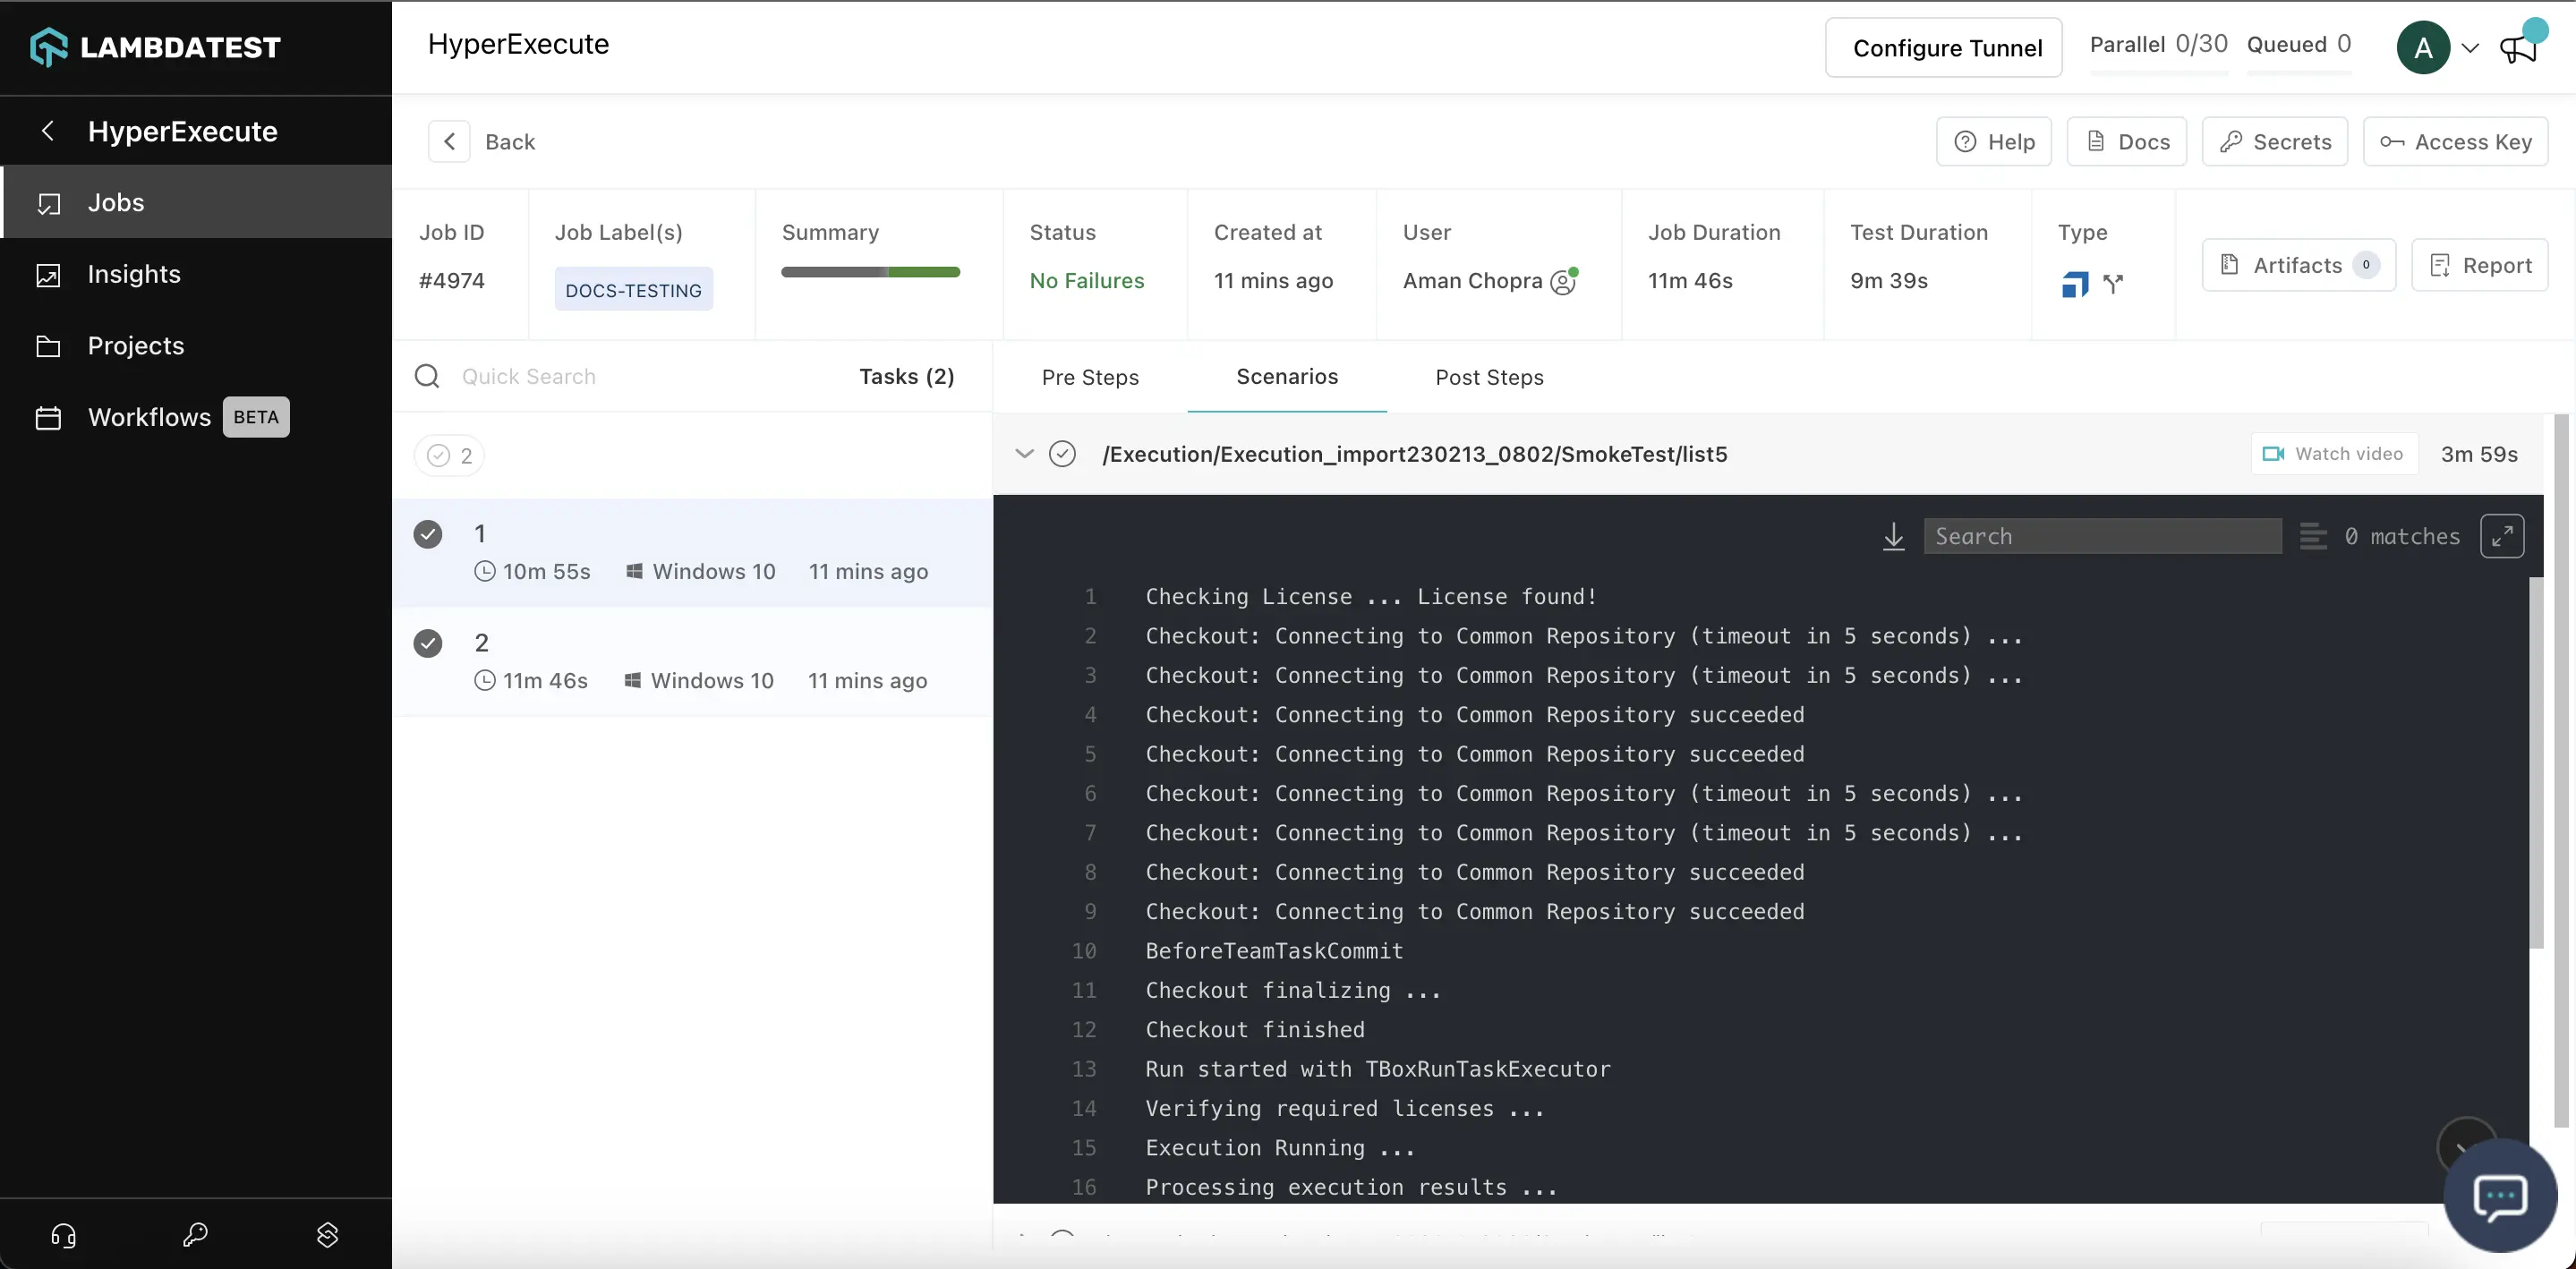 LAMBDATEST
HyperExecute
Configure Tunnel
Parallel 0/30
Queued 0
A
HyperExecute
Jobs
Insights
Projects
Workflows BETA
Back
Help
Docs
Secrets
Access Key
Job ID
#4974
Job Label(s)
DOCS-TESTING
Summary
Status
No Failures
Created at
11 mins ago
User
Aman Chopra
Job Duration
11m 46s
Test Duration
9m 39s
Type
Artifacts 0
Report
Quick Search
Tasks (2)
2
1
10m 55s Windows 10 11 mins ago
2
11m 46s Windows 10 11 mins ago
Pre Steps
Scenarios
Post Steps
/Execution/Execution_import230213_0802/SmokeTest/list5
Watch video
3m 59s
Search
0 matches
1 Checking License ... License found!
2 Checkout: Connecting to Common Repository (timeout in 5 seconds) ...
3 Checkout: Connecting to Common Repository (timeout in 5 seconds) ...
4 Checkout: Connecting to Common Repository succeeded
5 Checkout: Connecting to Common Repository succeeded
6 Checkout: Connecting to Common Repository (timeout in 5 seconds) ...
7 Checkout: Connecting to Common Repository (timeout in 5 seconds) ...
8 Checkout: Connecting to Common Repository succeeded
9 Checkout: Connecting to Common Repository succeeded
10 BeforeTeamTaskCommit
11 Checkout finalizing ...
12 Checkout finished
13 Run started with TBoxRunTaskExecutor
14 Verifying required licenses ...
15 Execution Running ...
16 Processing execution results ...